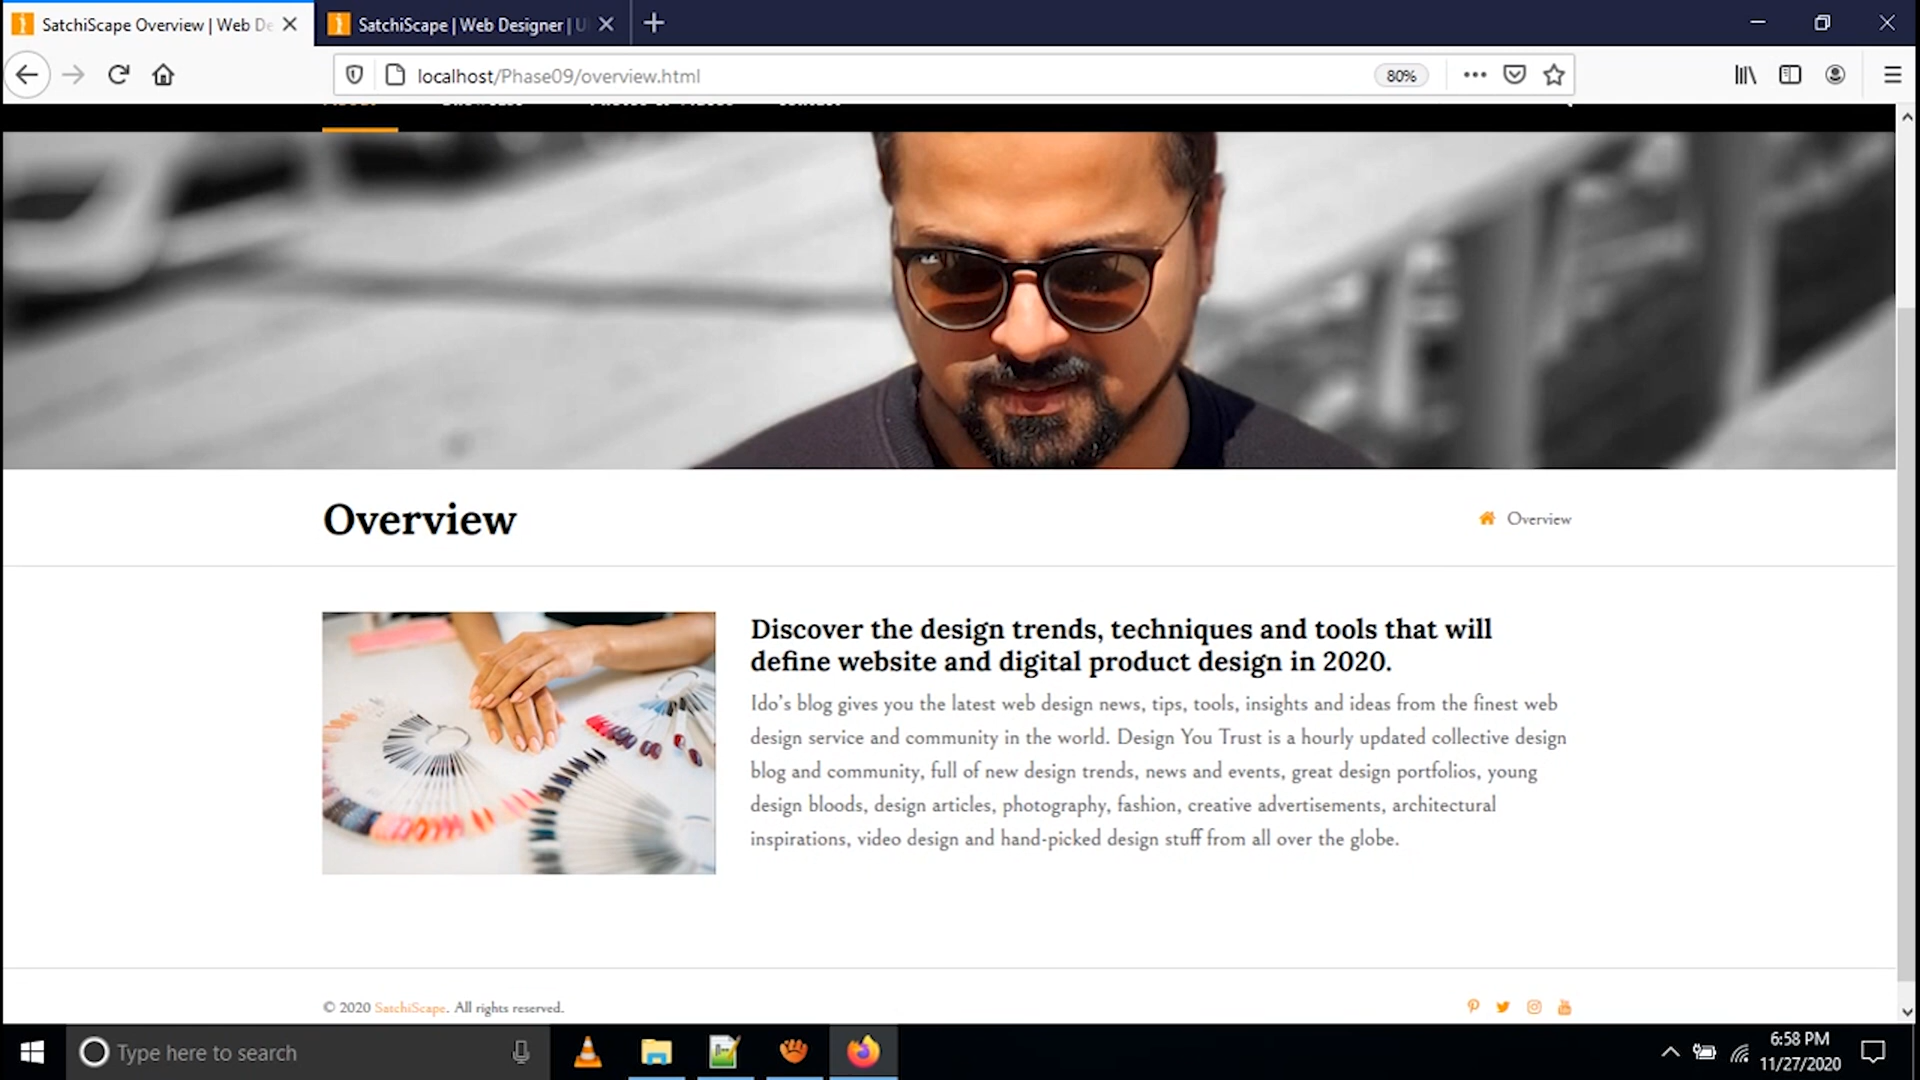 SatchiScape Overview | Web De
SatchiScape | Web Designer | U
localhost/Phase09/overview.html
80%
Overview
Overview
Discover the design trends, techniques and tools that will
define website and digital product design in 2020.
Ido's blog gives you the latest web design news, tips, tools, insights and ideas from the finest web
design service and community in the world. Design You Trust is a hourly updated collective design
blog and community, full of new design trends, news and events, great design portfolios, young
design bloods, design articles, photography, fashion, creative advertisements, architectural
inspirations, video design and hand-picked design stuff from all over the globe.
© 2020 SatchiScape. All rights reserved.
Type here to search
6:58 PM
11/27/2020